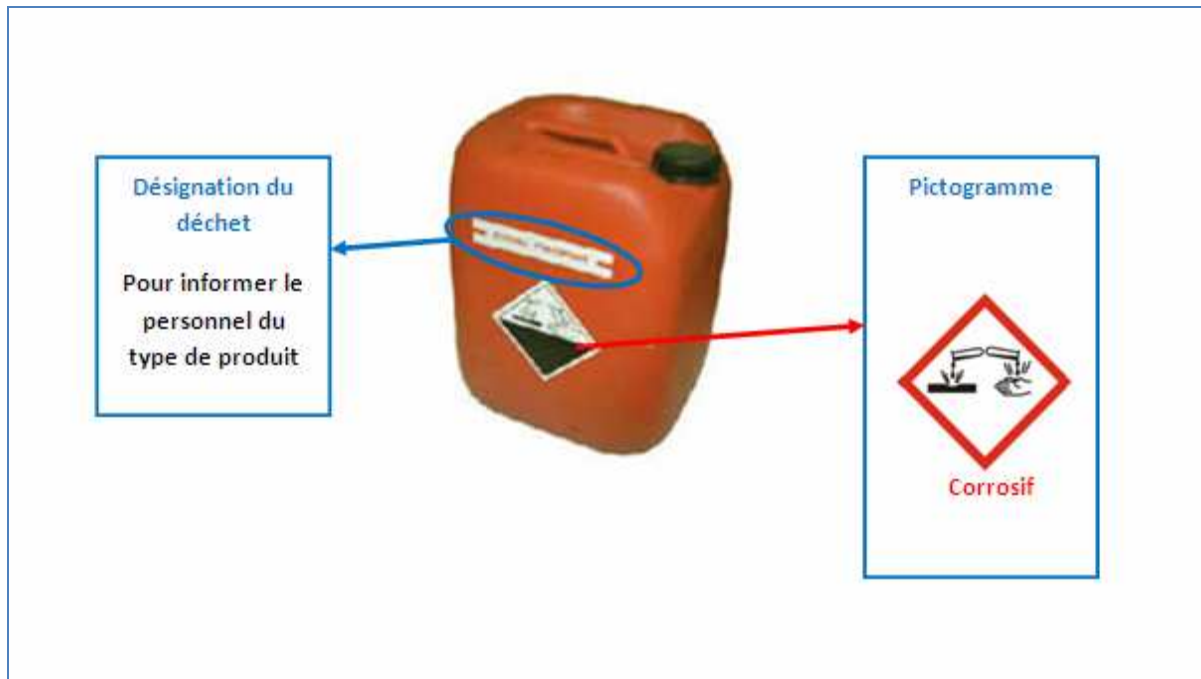 Désignation du
déchet
Pour informer le
personnel du
type de produit
Pictogramme
Corrosif